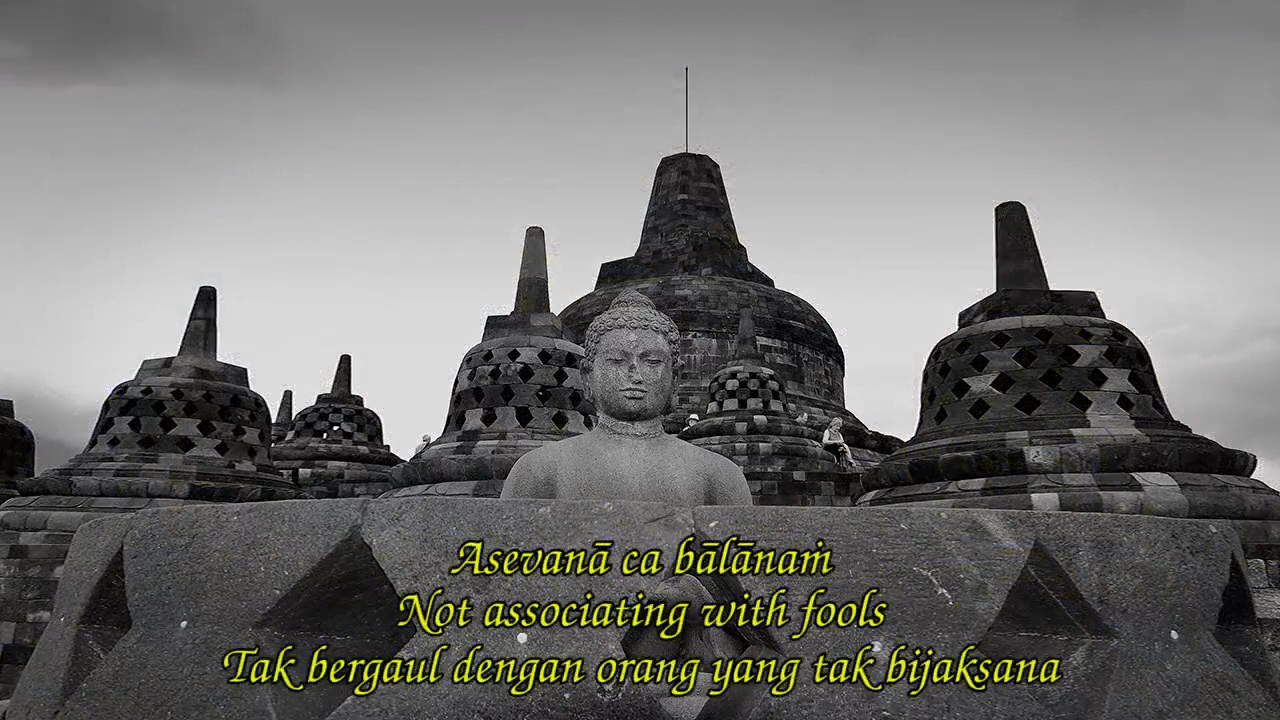 Asevanā ca bālānaṁ
Not associating with fools
Tak bergaul dengan orang yang tak bijaksana